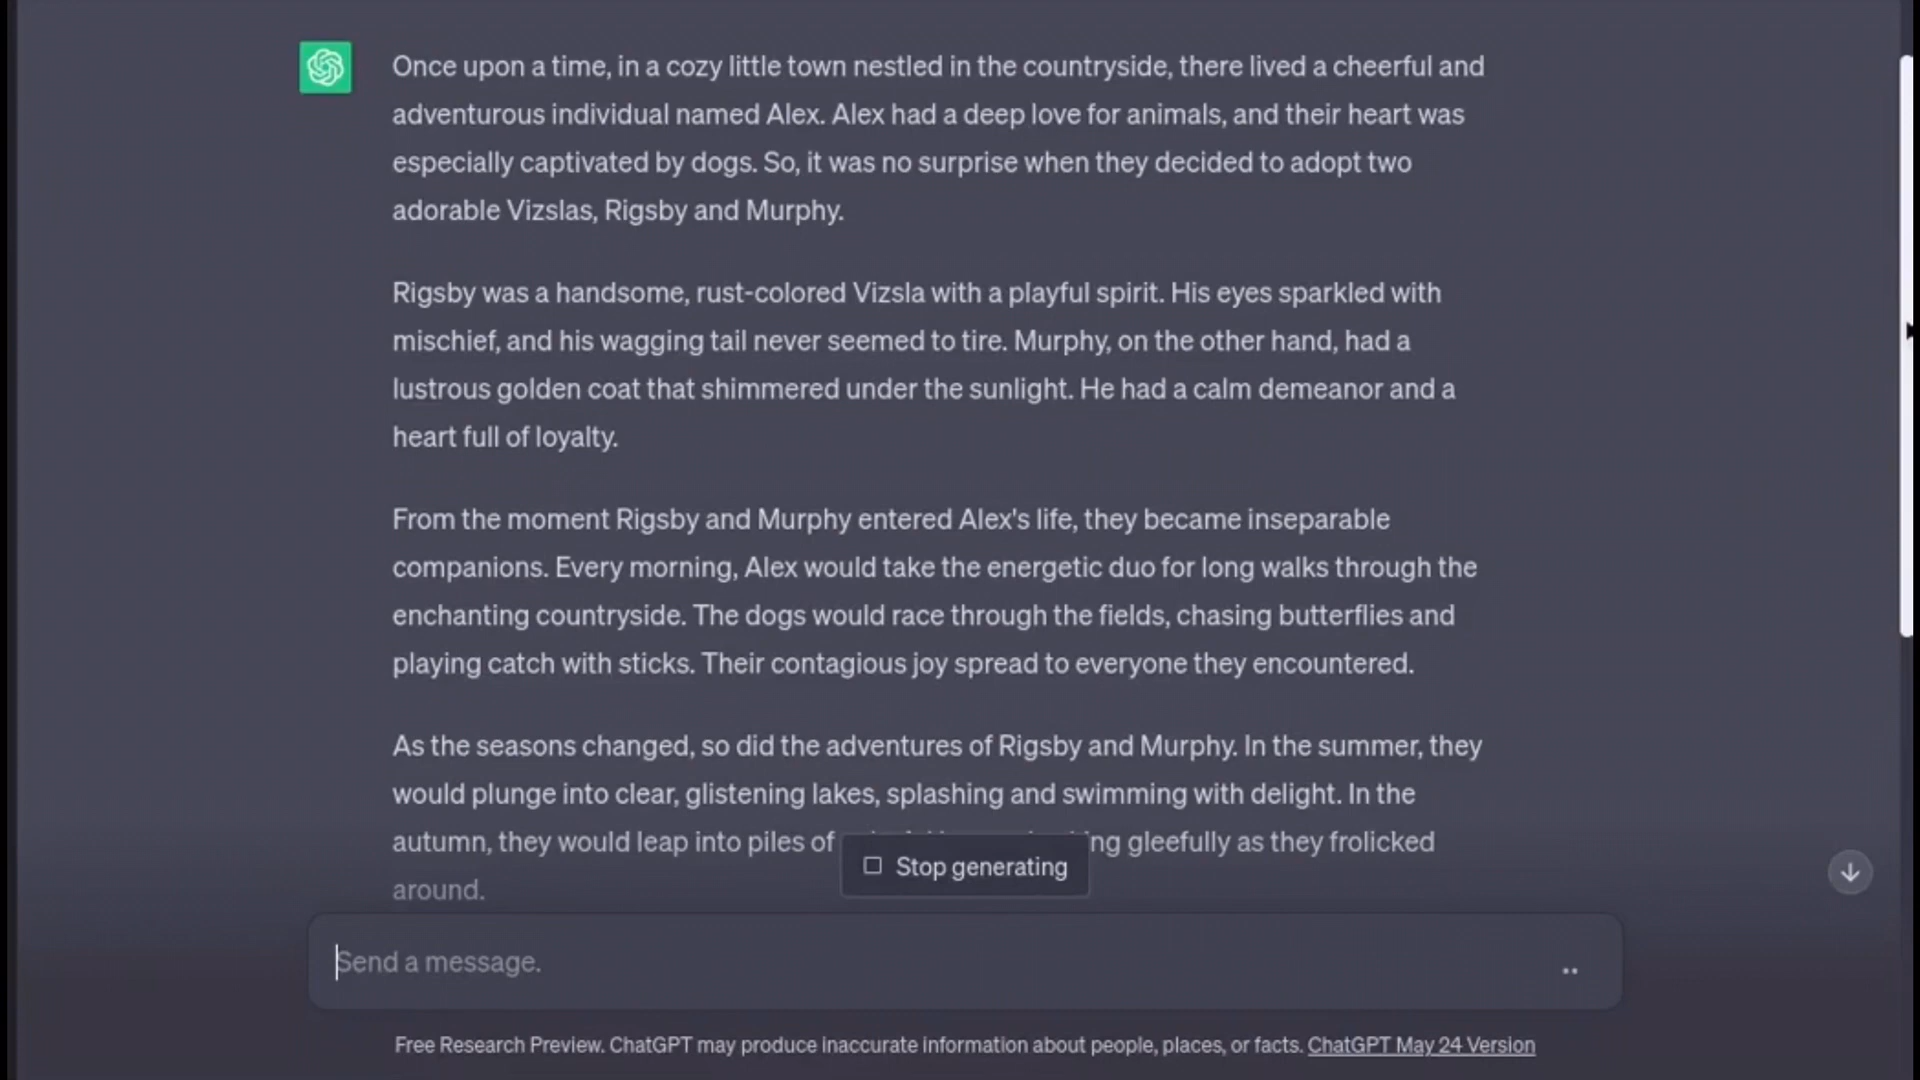 Once upon a time, in a cozy little town nestled in the countryside, there lived a cheerful and
adventurous individual named Alex. Alex had a deep love for animals, and their heart was
especially captivated by dogs. So, it was no surprise when they decided to adopt two
adorable Vizslas, Rigsby and Murphy.
Rigsby was a handsome, rust-colored Vizsla with a playful spirit. His eyes sparkled with
mischief, and his wagging tail never seemed to tire. Murphy, on the other hand, had a
lustrous golden coat that shimmered under the sunlight. He had a calm demeanor and a
heart full of loyalty.
From the moment Rigsby and Murphy entered Alex's life, they became inseparable
companions. Every morning, Alex would take the energetic duo for long walks through the
enchanting countryside. The dogs would race through the fields, chasing butterflies and
playing catch with sticks. Their contagious joy spread to everyone they encountered.
As the seasons changed, so did the adventures of Rigsby and Murphy. In the summer, they
would plunge into clear, glistening lakes, splashing and swimming with delight. In the
autumn, they would leap into piles of gleefully as they frolicked
around.
Stop generating
Send a message.
Free Research Preview. ChatGPT may produce inaccurate information about people, places, or facts. ChatGPT May 24 Version